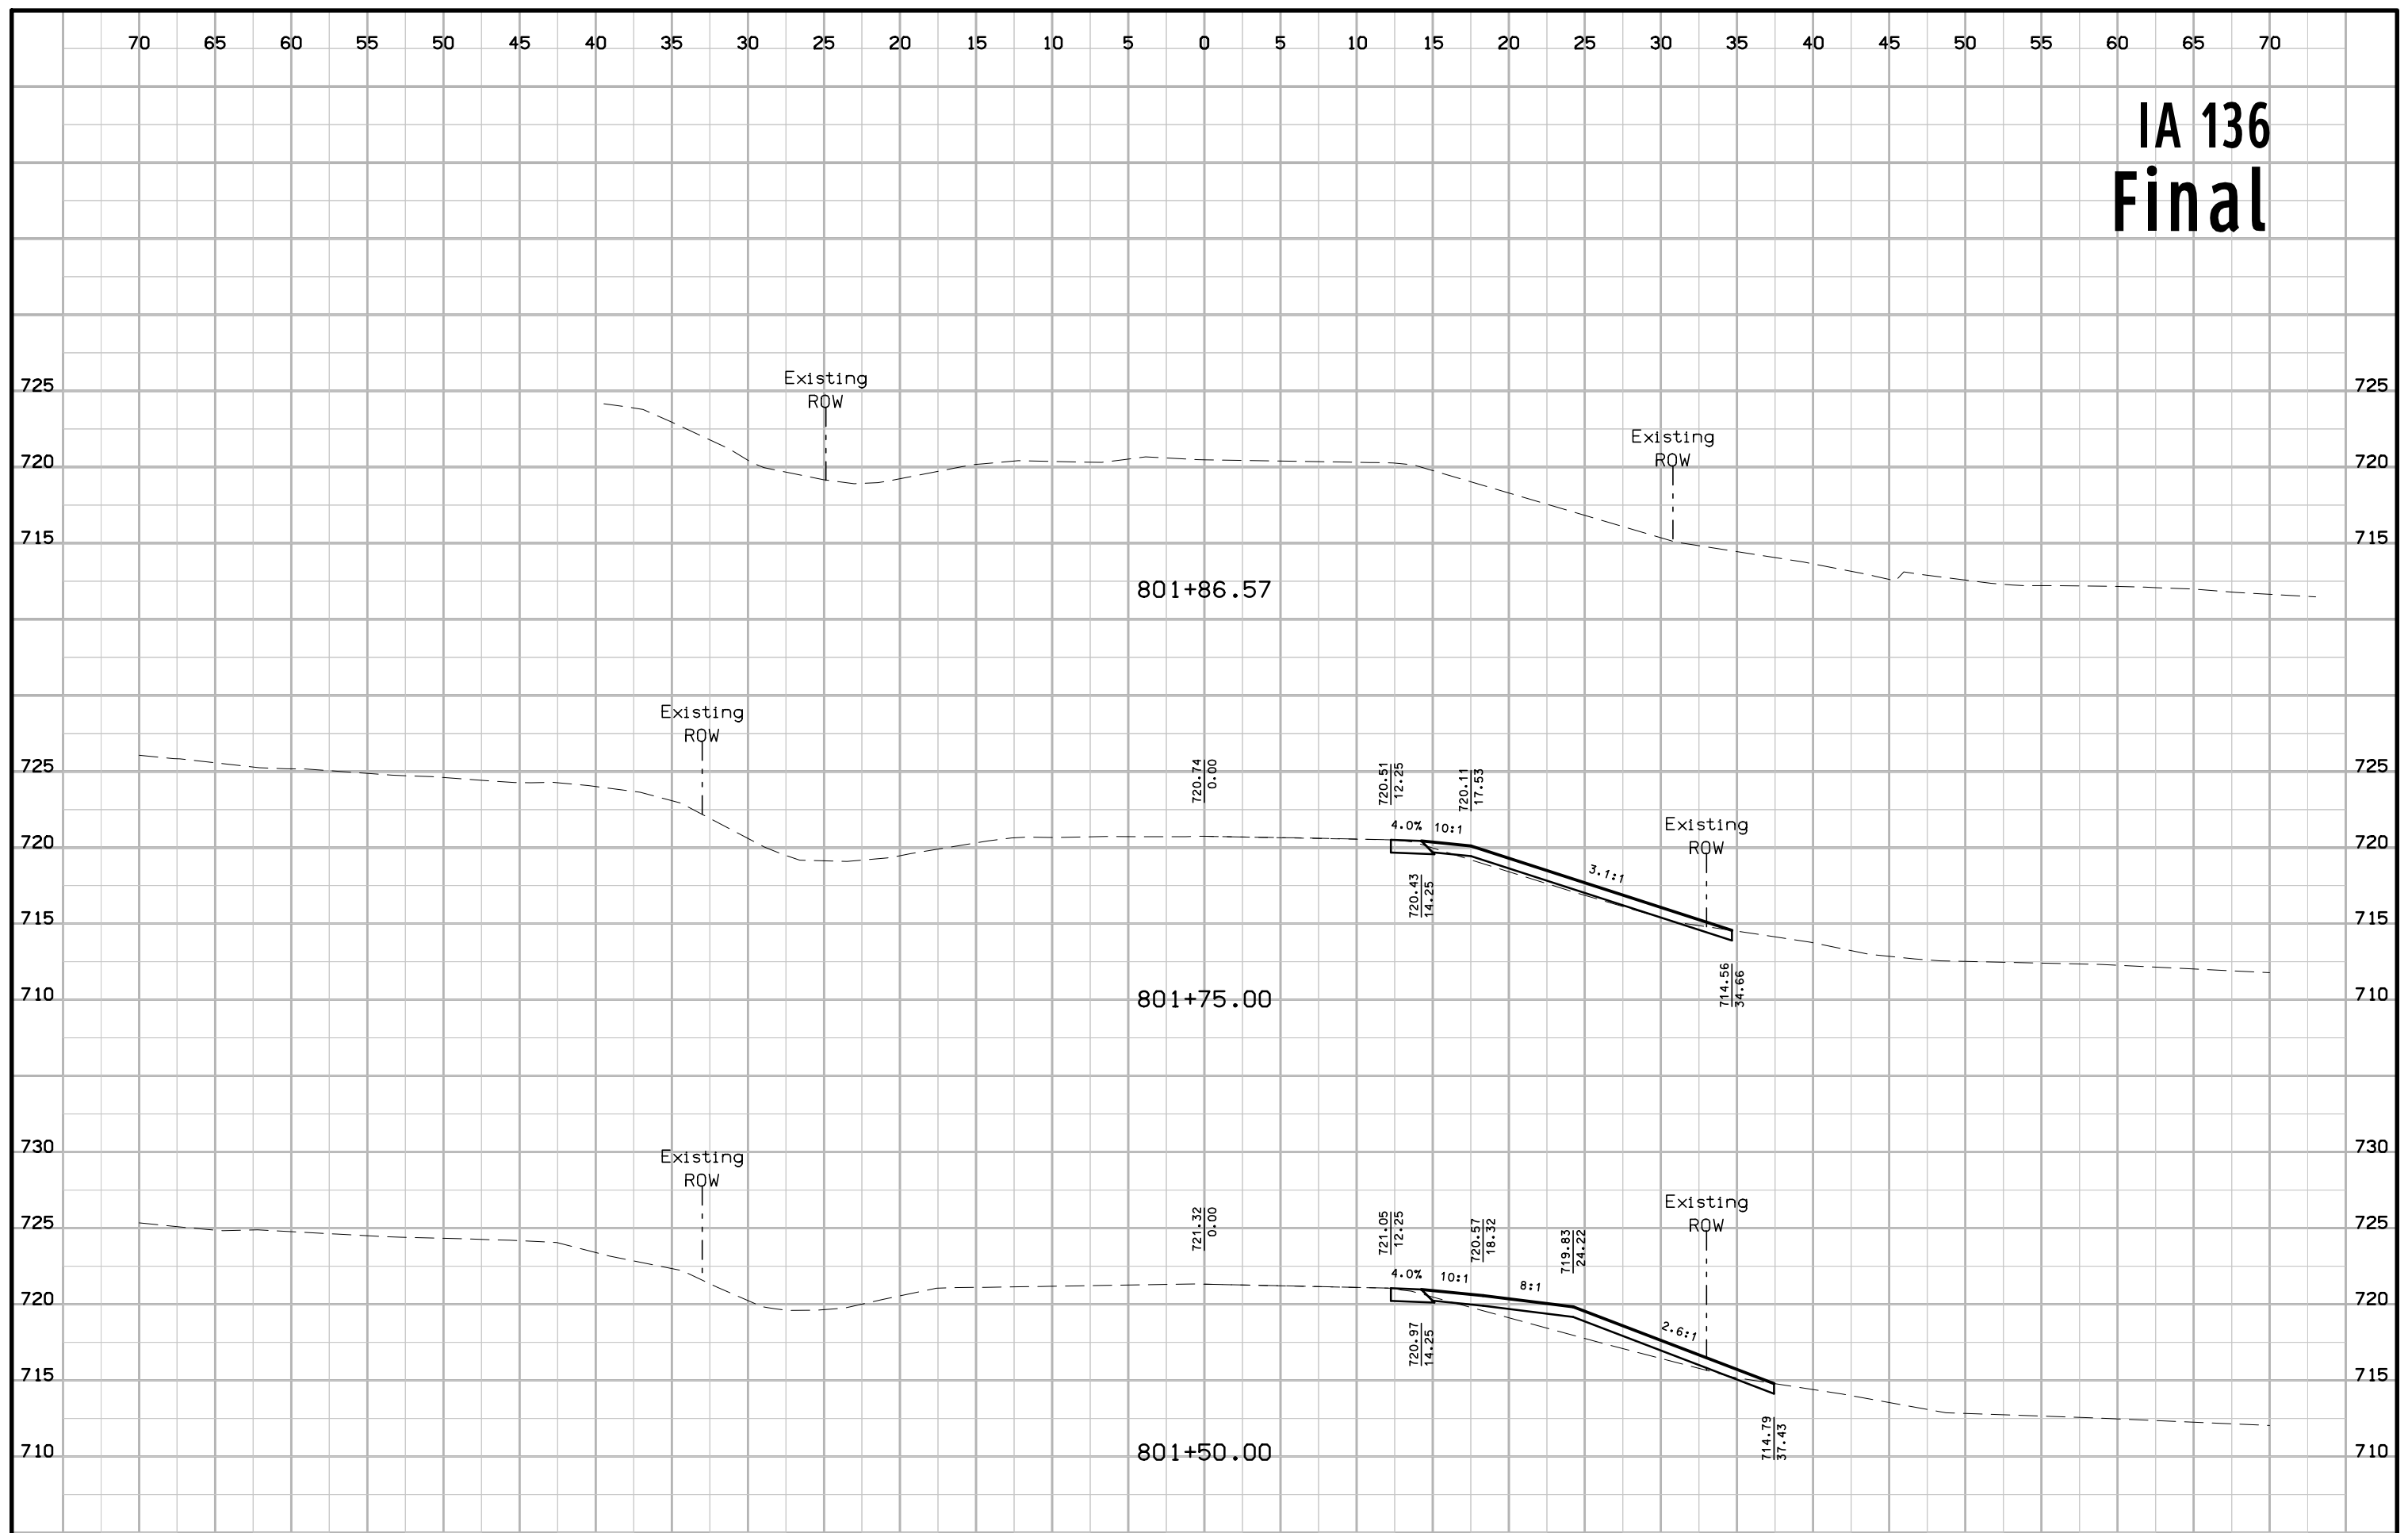 70 65 60 55 50 45 40 35 30 25 20 15 10 5 0 5 10 15 20 25 30 35 40 45 50 55 60 65 70
IA 136
Final
725 725
Existing
ROW
Existing
ROW
720 720
715 715
801+86.57
Existing
ROW
725 725
720.74
0.00
720.51
12.25
720.11
17.53
4.0% 10:1
Existing
ROW
720 720
3.1:1
720.43
14.25
715 715
714.56
34.66
710 710
801+75.00
730 730
Existing
ROW
Existing
ROW
725 725
721.32
0.00
721.05
12.25
720.57
18.32
719.83
24.22
4.0% 10:1 8:1
720 720
2.6:1
720.97
14.25
715 715
714.79
37.43
710 710
801+50.00